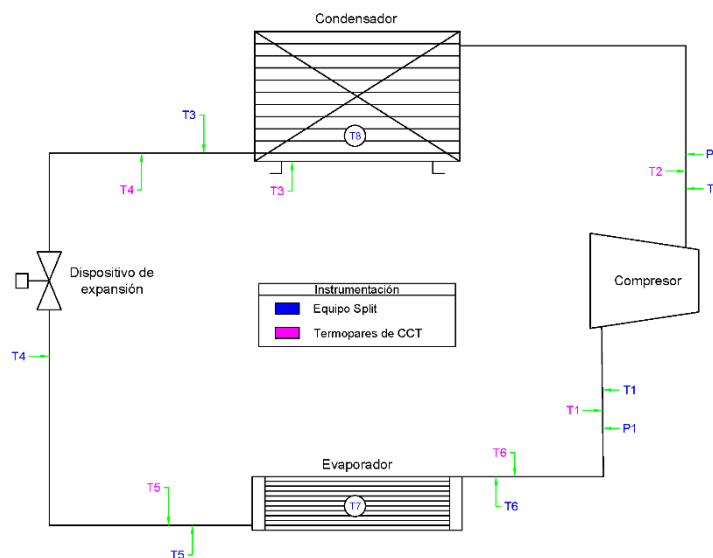 Condensador
T3
T8
P
T2
T4
T3
T
Dispositivo de
expansión
Compresor
Instrumentación
Equipo Split
Termopares de CCT
T4
T1
T1
P1
Evaporador
T6
T5
T7
T6
T5